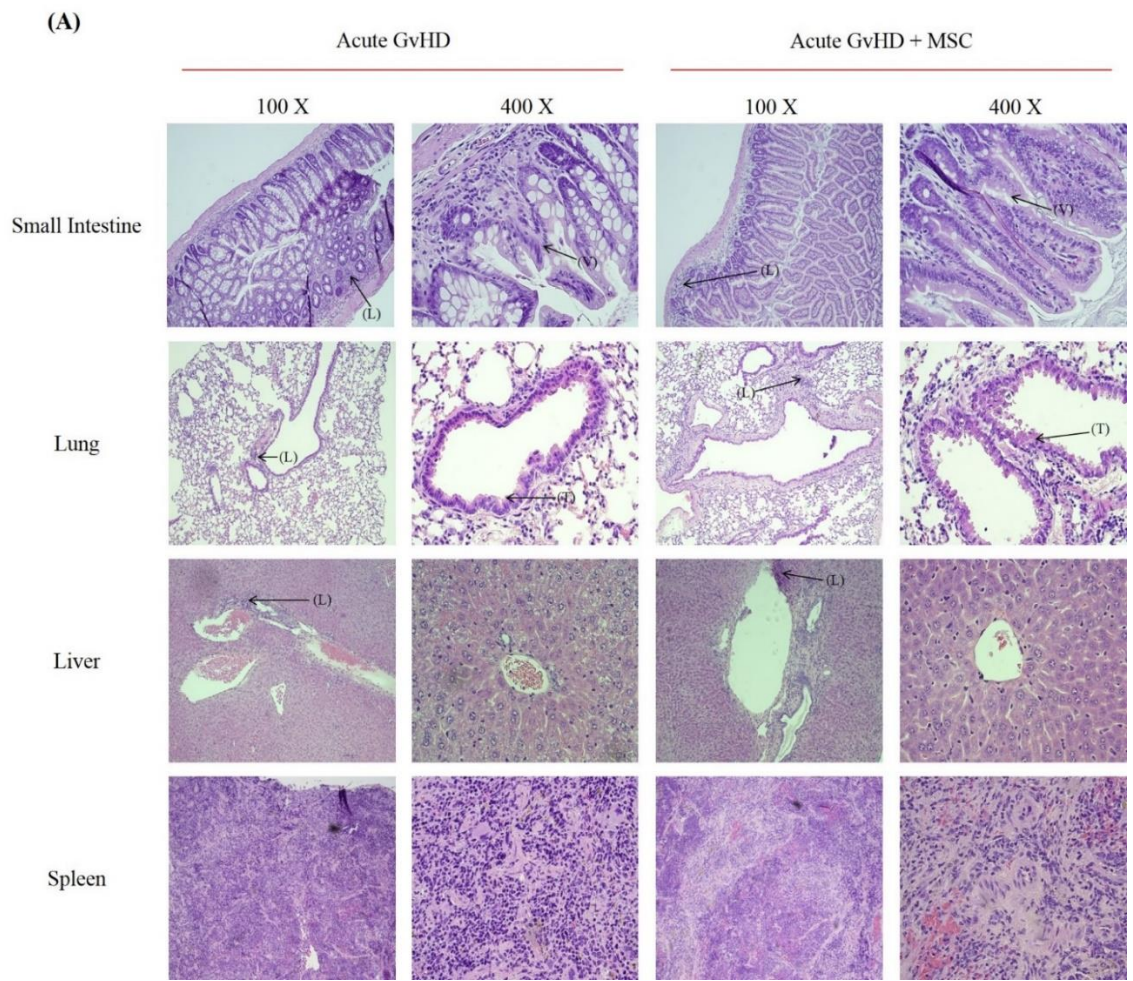 (A)
Acute GvHD
Acute GvHD + MSC
100 X
400 X
100 X
400 X
Small Intestine
(L)
(V)
(L)
(V)
Lung
(L)
(T)
(L)
(T)
Liver
(L)
(L)
Spleen